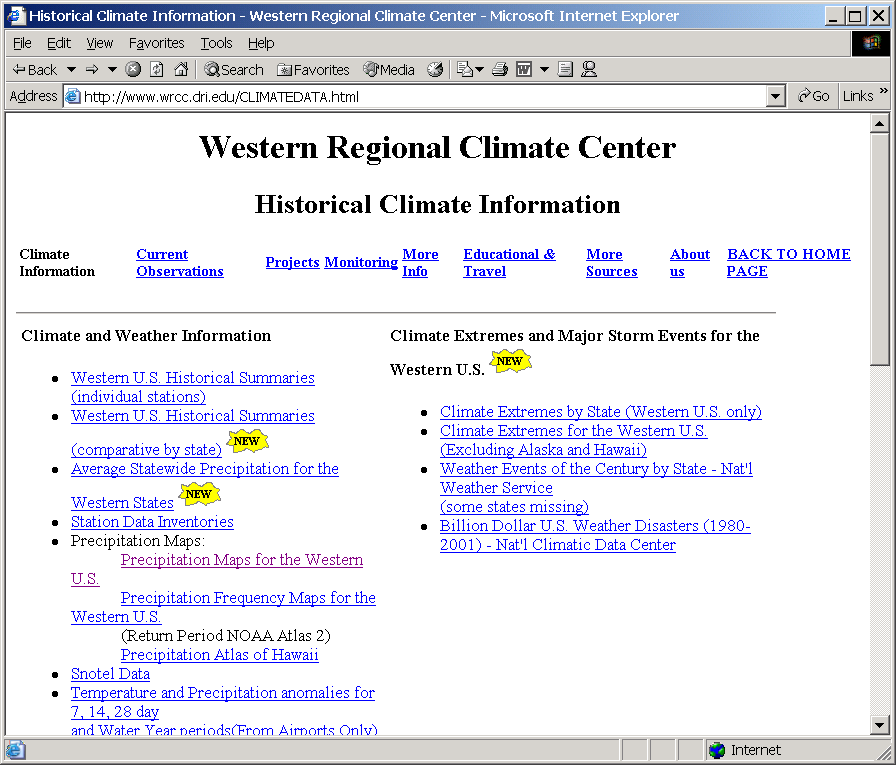 Historical Climate Information - Western Regional Climate Center - Microsoft Internet Explorer
File Edit View Favorites Tools Help
Back Search Favorites Media
Address http://www.wrcc.dri.edu/CLIMATEDATA.html Go Links »
Western Regional Climate Center
Historical Climate Information
Climate Information
Current Observations
Projects
Monitoring
More Info
Educational & Travel
More Sources
About us
BACK TO HOME PAGE
Climate and Weather Information
Western U.S. Historical Summaries
(individual stations)
Western U.S. Historical Summaries
(comparative by state) NEW
Average Statewide Precipitation for the
Western States NEW
Station Data Inventories
Precipitation Maps:
Precipitation Maps for the Western
U.S.
Precipitation Frequency Maps for the
Western U.S.
(Return Period NOAA Atlas 2)
Precipitation Atlas of Hawaii
Snotel Data
Temperature and Precipitation anomalies for
7, 14, 28 day
and Water Year periods(From Airports Only)
Climate Extremes and Major Storm Events for the
Western U.S. NEW
Climate Extremes by State (Western U.S. only)
Climate Extremes for the Western U.S.
(Excluding Alaska and Hawaii)
Weather Events of the Century by State - Nat'l
Weather Service
(some states missing)
Billion Dollar U.S. Weather Disasters (1980-
2001) - Nat'l Climatic Data Center
Internet